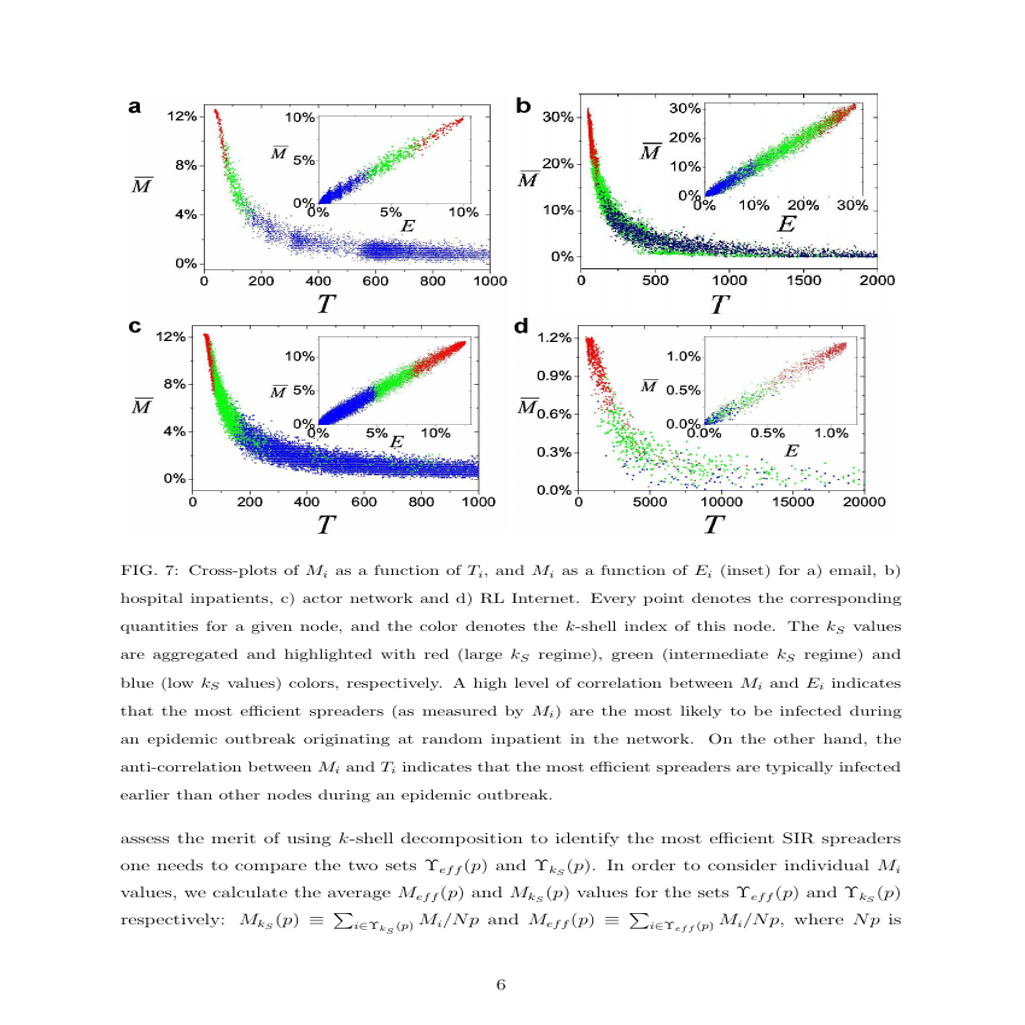 a
12%
8%
4%
0%
M̅
0 200 400 600 800 1000
T
10%
5%
0%
M̅
0% 5% 10%
E
b
30%
20%
10%
0%
M̅
0 500 1000 1500 2000
T
30%
20%
10%
0%
M̅
0% 10% 20% 30%
E
c
12%
8%
4%
0%
M̅
0 200 400 600 800 1000
T
10%
5%
0%
M̅
0% 5% 10%
E
d
1.2%
0.9%
0.6%
0.3%
0.0%
M̅
0 5000 10000 15000 20000
T
1.0%
0.5%
0.0%
M̅
0.0% 0.5% 1.0%
E
FIG. 7: Cross-plots of M_i as a function of T_i, and M_i as a function of E_i (inset) for a) email, b)
hospital inpatients, c) actor network and d) RL Internet. Every point denotes the corresponding
quantities for a given node, and the color denotes the k-shell index of this node. The k_S values
are aggregated and highlighted with red (large k_S regime), green (intermediate k_S regime) and
blue (low k_S values) colors, respectively. A high level of correlation between M_i and E_i indicates
that the most efficient spreaders (as measured by M_i) are the most likely to be infected during
an epidemic outbreak originating at random inpatient in the network. On the other hand, the
anti-correlation between M_i and T_i indicates that the most efficient spreaders are typically infected
earlier than other nodes during an epidemic outbreak.
assess the merit of using k-shell decomposition to identify the most efficient SIR spreaders
one needs to compare the two sets ϒ_eff(p) and ϒ_{k_S}(p). In order to consider individual M_i
values, we calculate the average M_eff(p) and M_{k_S}(p) values for the sets ϒ_eff(p) and ϒ_{k_S}(p)
respectively: M_{k_S}(p) ≡ ∑_{i∈ϒ_{k_S}(p)} M_i/Np and M_eff(p) ≡ ∑_{i∈ϒ_eff(p)} M_i/Np, where Np is
6